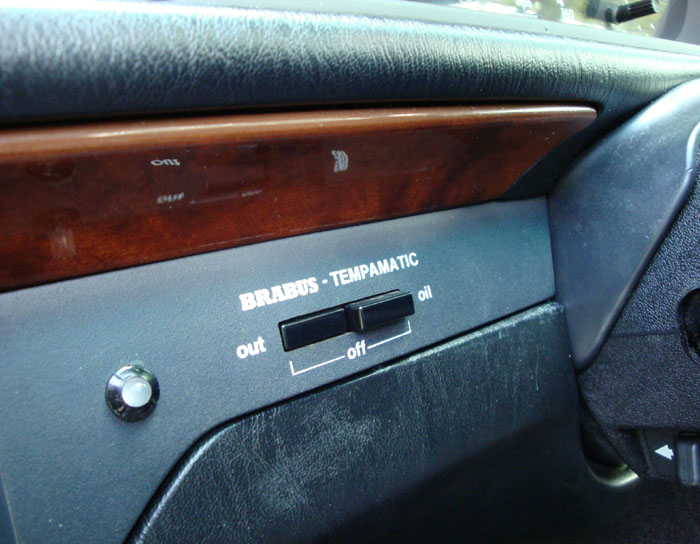 BRABUS - TEMPAMATIC
out oil
off